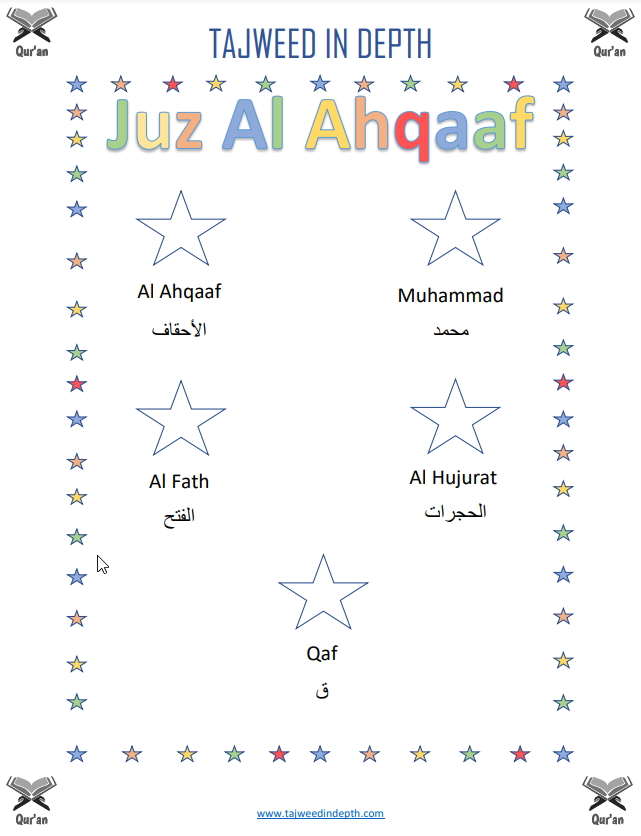 Qur'an
TAJWEED IN DEPTH
Qur'an
Juz Al Ahqaaf
Al Ahqaaf
الأحقاف
Muhammad
محمد
Al Fath
الفتح
Al Hujurat
الحجرات
Qaf
ق
Qur'an
www.tajweedindepth.com
Qur'an